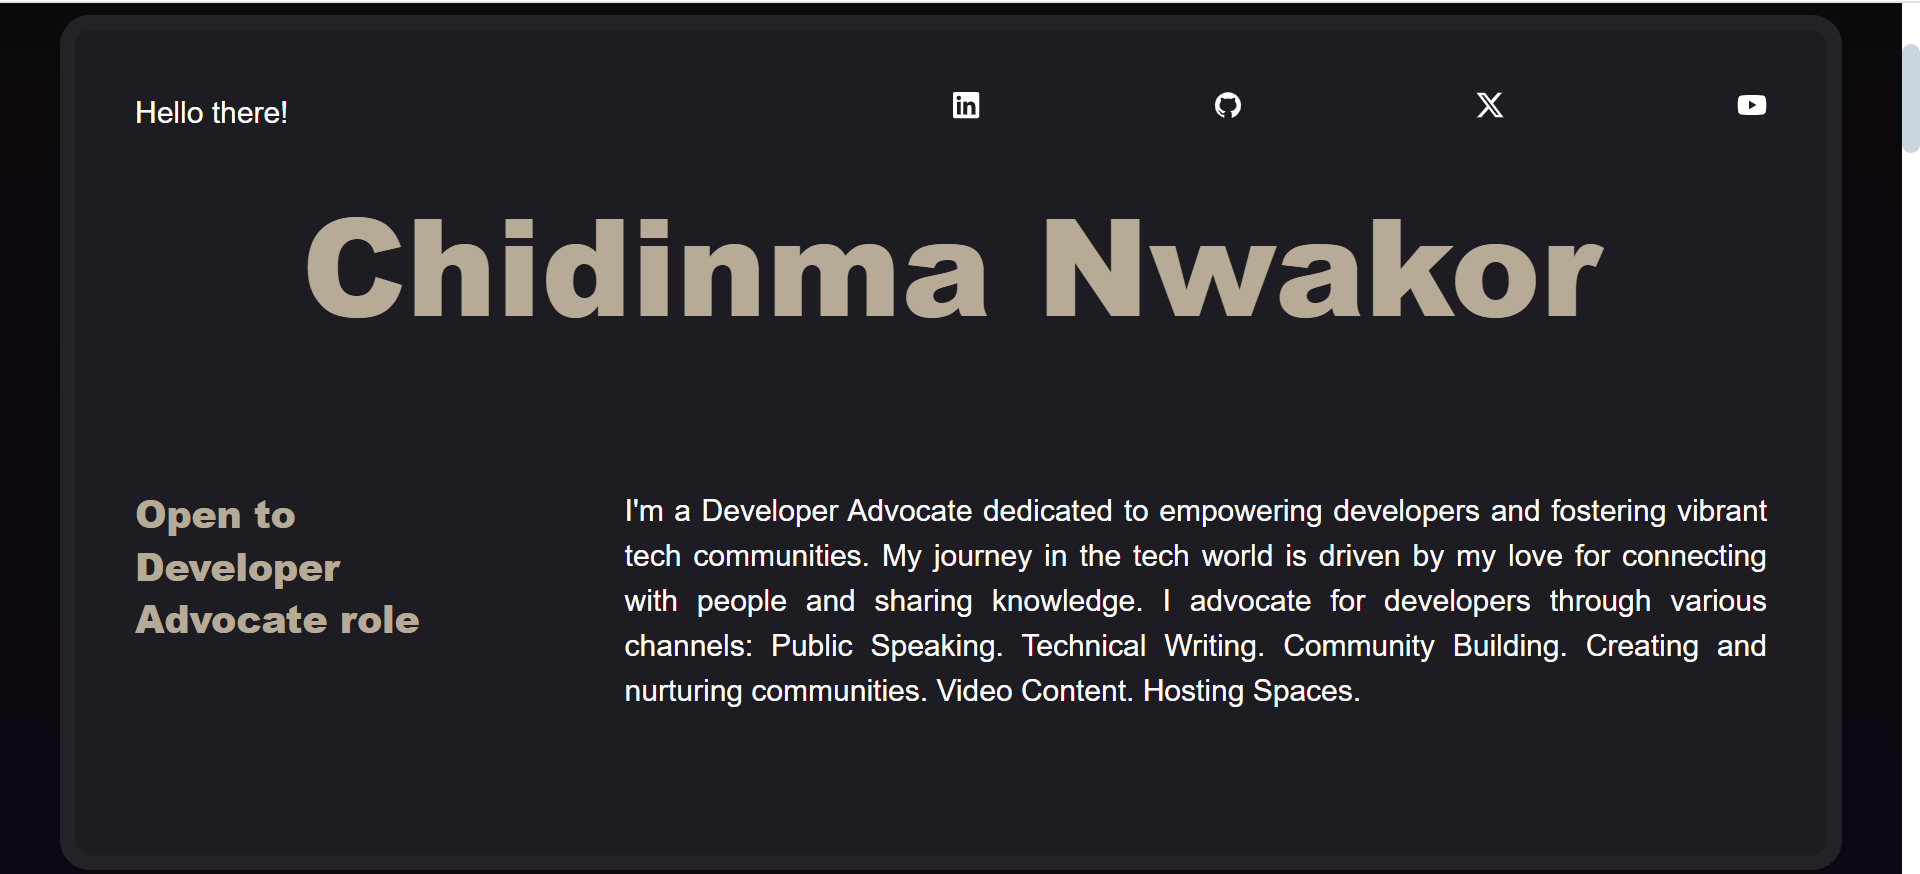 Hello there!
Chidinma Nwakor
Open to
Developer
Advocate role
I'm a Developer Advocate dedicated to empowering developers and fostering vibrant
tech communities. My journey in the tech world is driven by my love for connecting
with people and sharing knowledge. I advocate for developers through various
channels: Public Speaking. Technical Writing. Community Building. Creating and
nurturing communities. Video Content. Hosting Spaces.